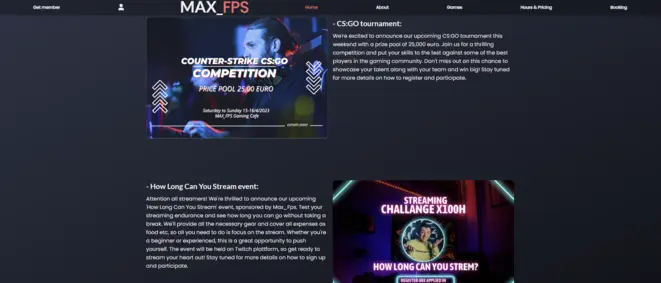 Get member
MAX_FPS
Home
About
Games
Hours & Pricing
Booking
- CS:GO tournament:
We're excited to announce our upcoming CS:GO tournament this
weekend with a prize pool of 25,000 euro. Join us for a thrilling
competition and put your skills to the test against some of the best
players in the gaming community. Don't miss out on this chance to
showcase your talent along with your team and win big! Stay tuned
for more details on how to register and participate.
COUNTER-STRIKE CS:GO
COMPETITION
PRICE POOL 25,00 EURO
Saturday to Sunday 15-16/4/2023
MAX_FPS Gaming Cafe
- How Long Can You Stream event:
Attention all streamers! We're thrilled to announce our upcoming
'How Long Can You Stream' event, sponsored by Max_Fps. Test your
streaming endurance and see how long you can go without taking a
break. We'll provide all the necessary gear and cover all expenses as
food etc, so all you need to do is focus on the stream. Whether you're
a beginner or experienced, this is a great opportunity to push
yourself. The event will be held on Twitch platform, so get ready to
stream your heart out! Stay tuned for more details on how to sign up
and participate.
STREAMING
CHALLANGE X100H
HOW LONG CAN YOU STREM?
REGISTER ARE APPLIED IN